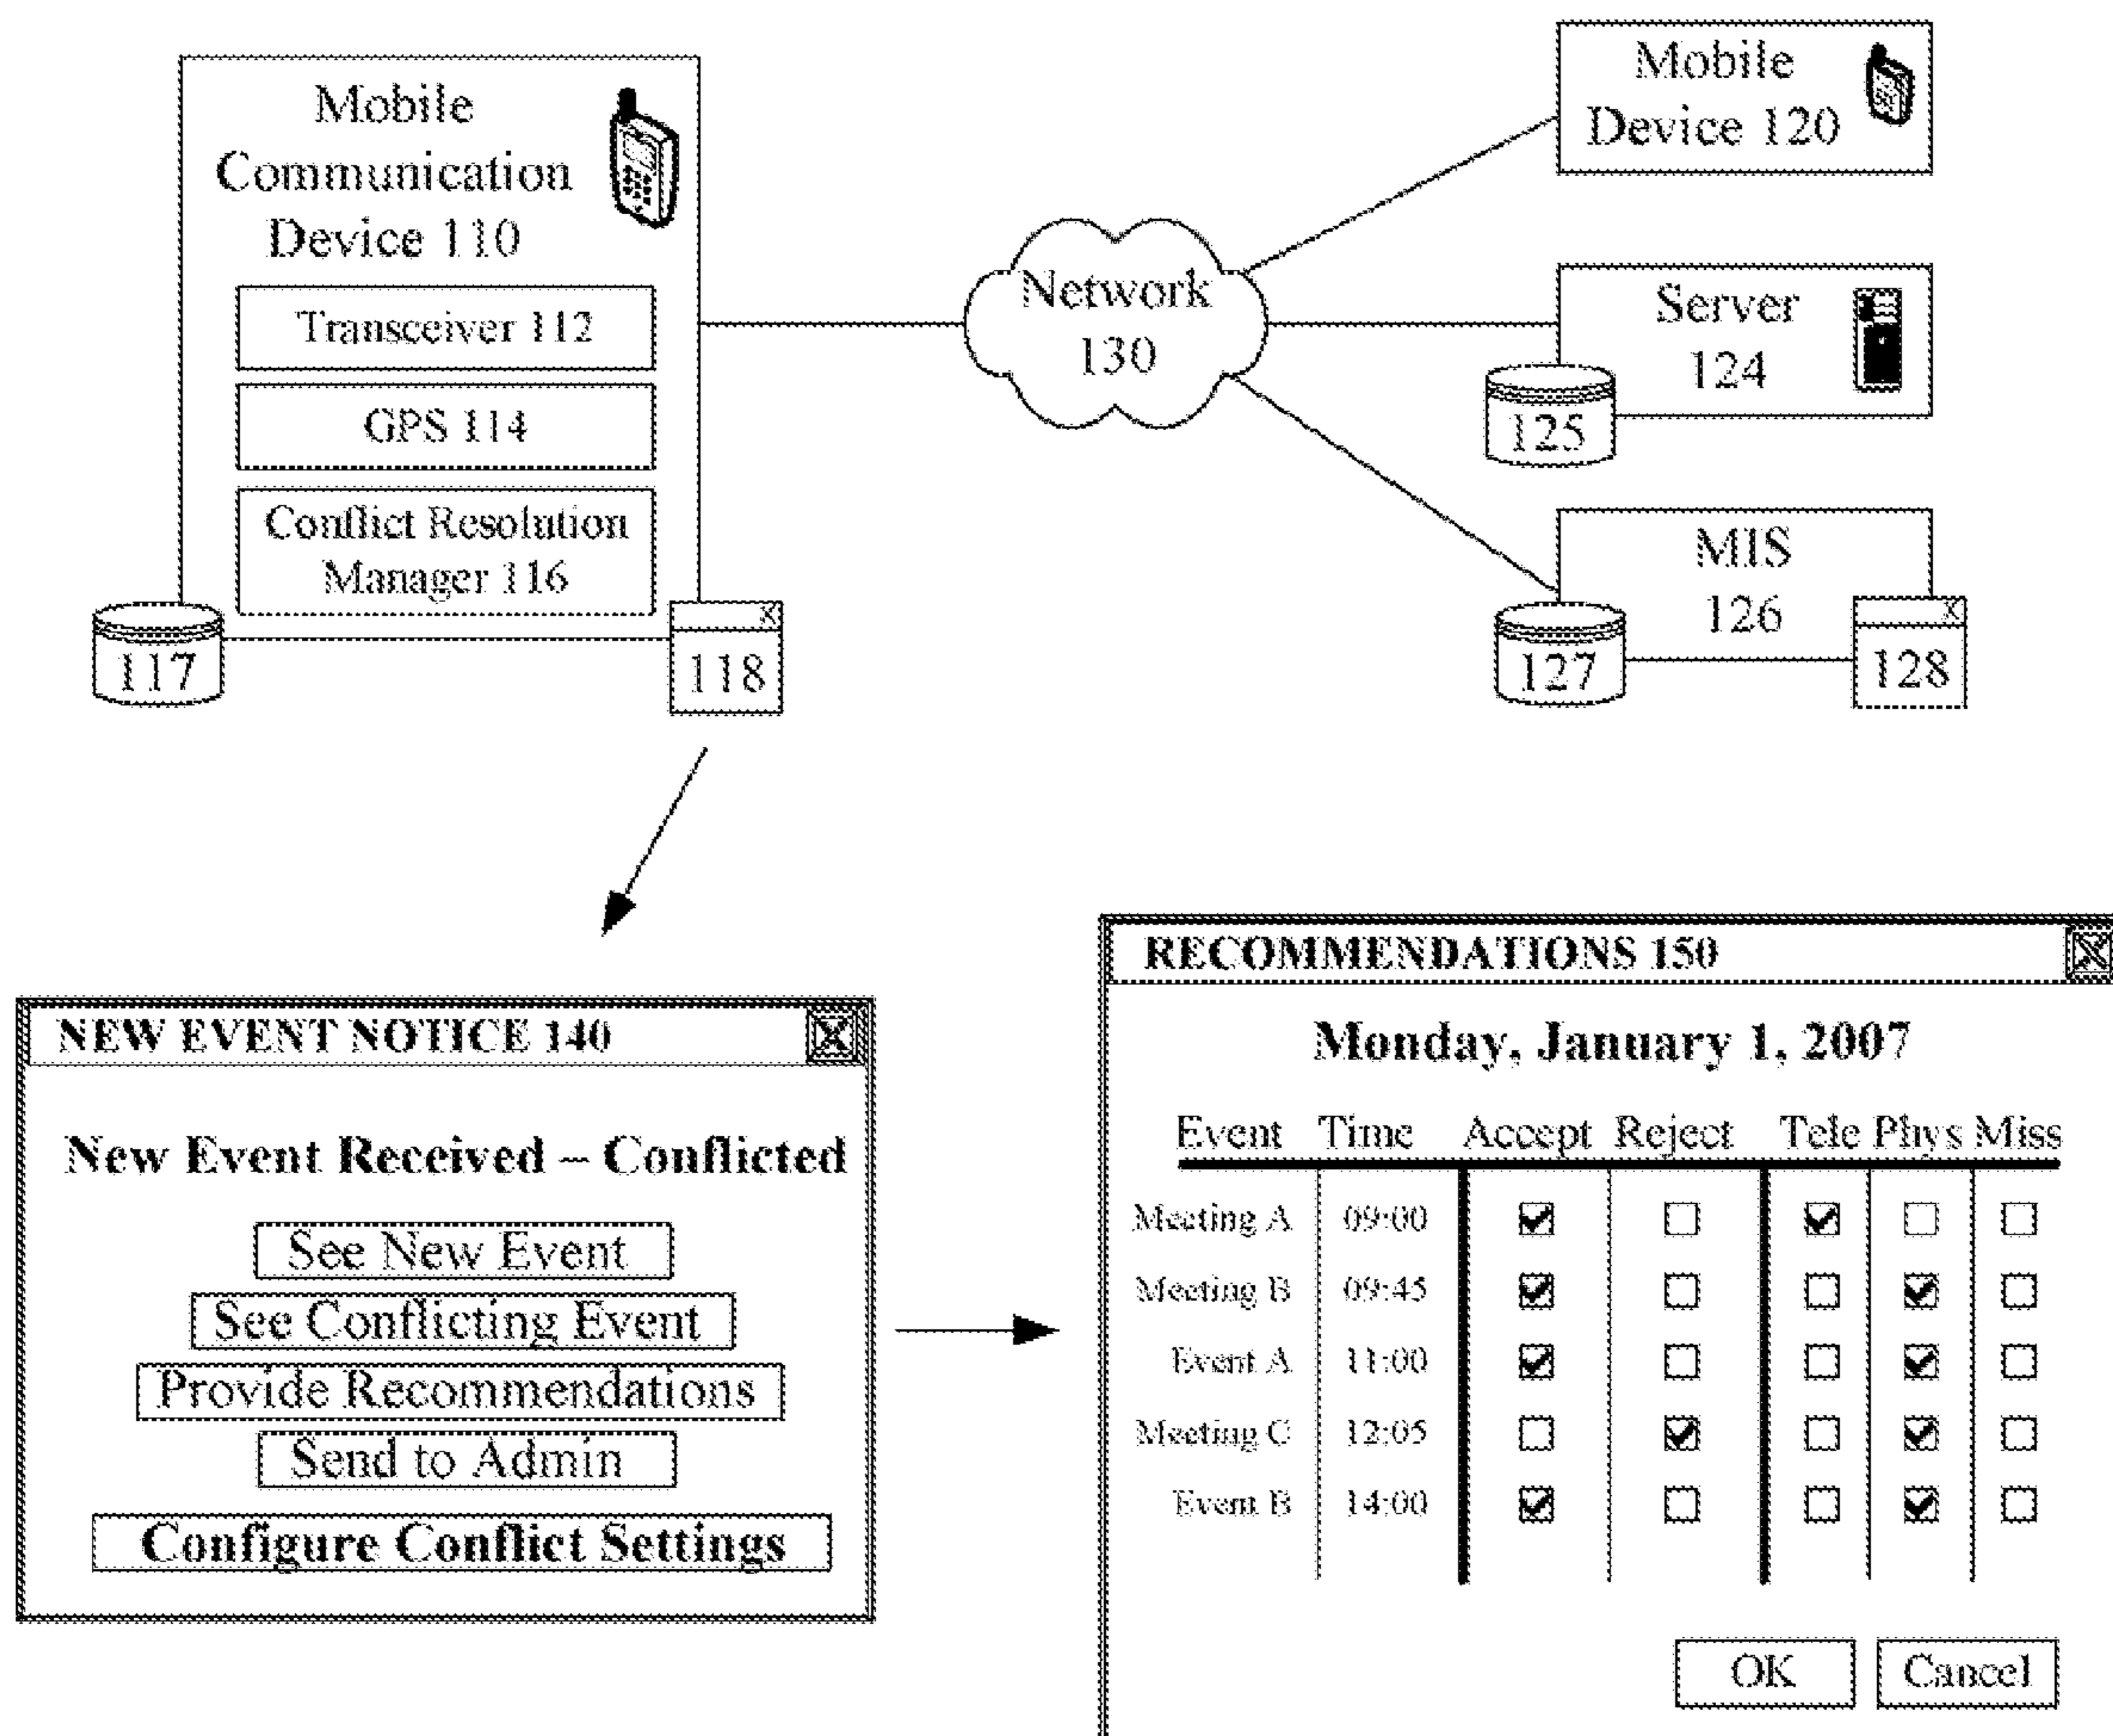 Mobile
Communication
Device 110
Transceiver 112
GPS 114
Conflict Resolution
Manager 116
117
118
Network
130
Mobile
Device 120
Server
124
125
MIS
126
127
X
128
X
NEW EVENT NOTICE 140
X
New Event Received – Conflicted
See New Event
See Conflicting Event
Provide Recommendations
Send to Admin
Configure Conflict Settings
RECOMMENDATIONS 150
X
Monday, January 1, 2007
Event Time Accept Reject Tele Phys Miss
Meeting A 09:00
Meeting B 09:45
Event A 11:00
Meeting C 12:05
Event B 14:00
OK Cancel